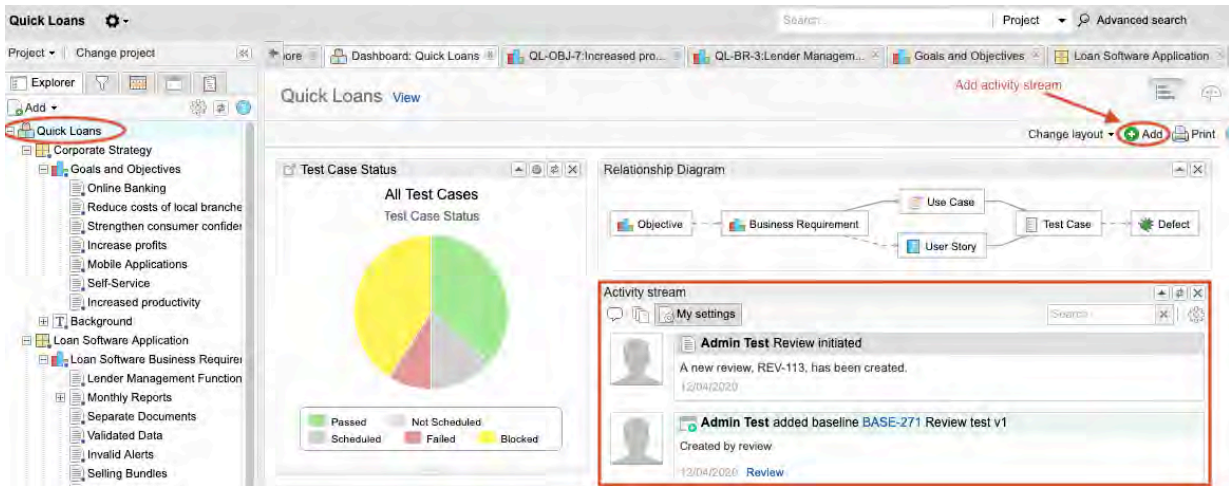 Quick Loans
Search...
Project
Advanced search
Project
Change project
ore
Dashboard: Quick Loans
QL-OBJ-7:Increased pro...
QL-BR-3:Lender Managem...
Goals and Objectives
Loan Software Application
Explorer
Add
Quick Loans
Corporate Strategy
Goals and Objectives
Online Banking
Reduce costs of local branche
Strengthen consumer confider
Increase profits
Mobile Applications
Self-Service
Increased productivity
Background
Loan Software Application
Loan Software Business Requirer
Lender Management Function
Monthly Reports
Separate Documents
Validated Data
Invalid Alerts
Selling Bundles
Quick Loans View
Add activity stream
Change layout
Add
Print
Test Case Status
All Test Cases
Test Case Status
Passed
Not Scheduled
Scheduled
Failed
Blocked
Relationship Diagram
Objective
Business Requirement
Use Case
User Story
Test Case
Defect
Activity stream
My settings
Search
Admin Test Review initiated
A new review, REV-113, has been created.
12/04/2020
Admin Test added baseline BASE-271 Review test v1
Created by review
12/04/2020 Review